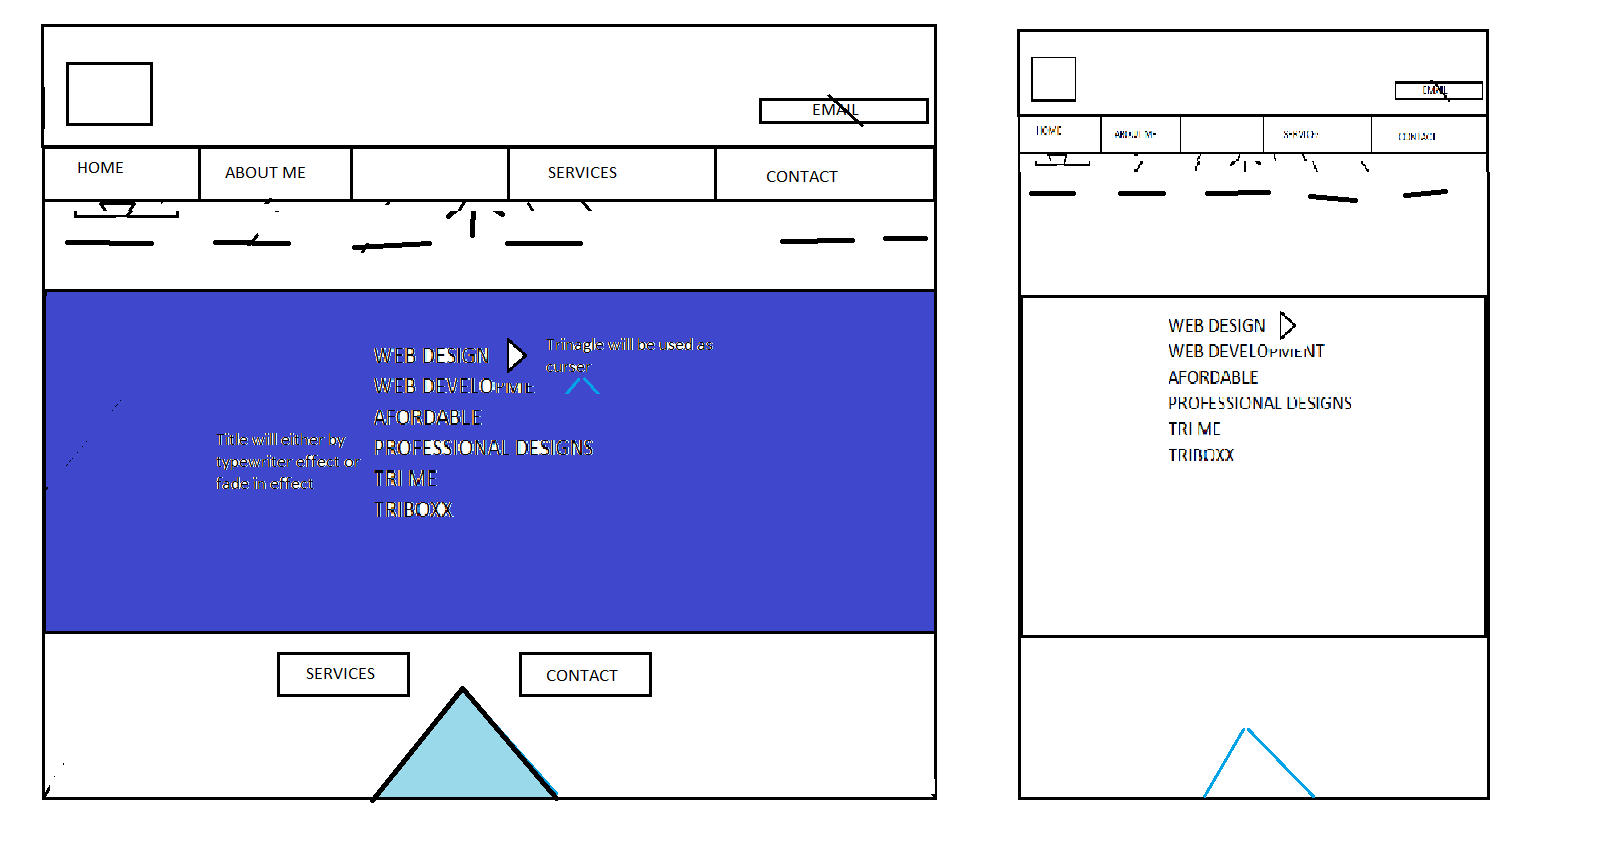 EMAIL
HOME
ABOUT ME
SERVICES
CONTACT
WEB DESIGN
Trinagle will be used as
curser
WEB DEVELOPME
AFORDABLE
Title will either by
typewriter effect or
fade in effect
PROFESSIONAL DESIGNS
TRI ME
TRIBOXX
SERVICES
CONTACT
EMAIL
HOME
ABOUT ME
SERVICES
CONTACT
WEB DESIGN
WEB DEVELOPMENT
AFORDABLE
PROFESSIONAL DESIGNS
TRI ME
TRIBOXX